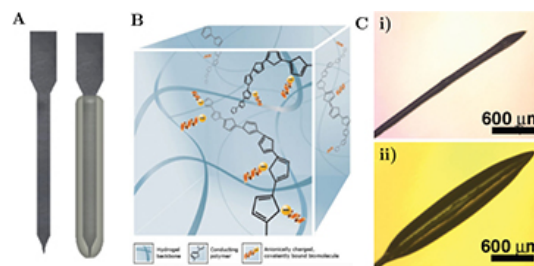 A
B
C i)
600 μm
ii)
600 μm
Hydrogel
backbone
Conducting
polymer
Anionically charged,
covalently bound biomolecule